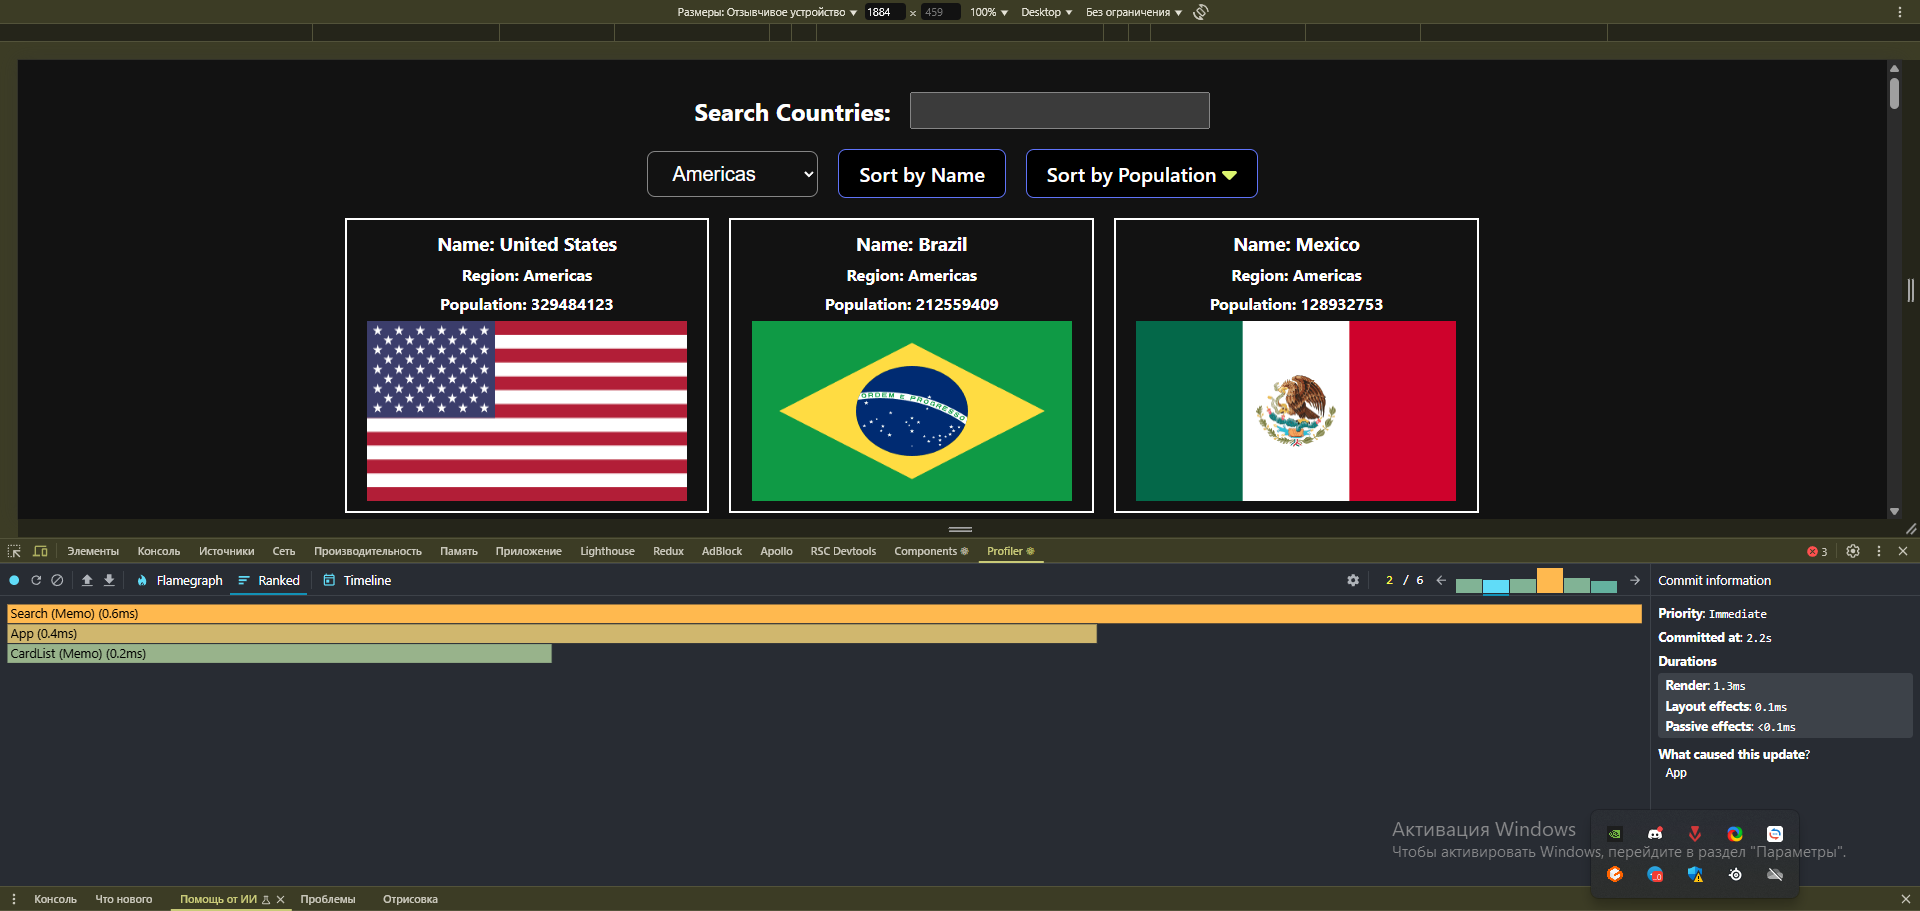 Размеры: Отзывчивое устройство 1884 × 459 100% Desktop Без ограничения
Search Countries:
Americas Sort by Name Sort by Population
Name: United States
Region: Americas
Population: 329484123
Name: Brazil
Region: Americas
Population: 212559409
ORDEM E PROGRESSO
Name: Mexico
Region: Americas
Population: 128932753
Элементы Консоль Источники Сеть Производительность Память Приложение Lighthouse Redux AdBlock Apollo RSC Devtools Components Profiler 3
Flamegraph Ranked Timeline 2 / 6 Commit information
Search (Memo) (0.6ms)
App (0.4ms)
CardList (Memo) (0.2ms)
Priority: Immediate
Committed at: 2.2s
Durations
Render: 1.3ms
Layout effects: 0.1ms
Passive effects: <0.1ms
What caused this update?
App
Активация Windows
Чтобы активировать Windows, перейдите в раздел "Параметры".
Консоль Что нового Помощь от ИИ Проблемы Отрисовка